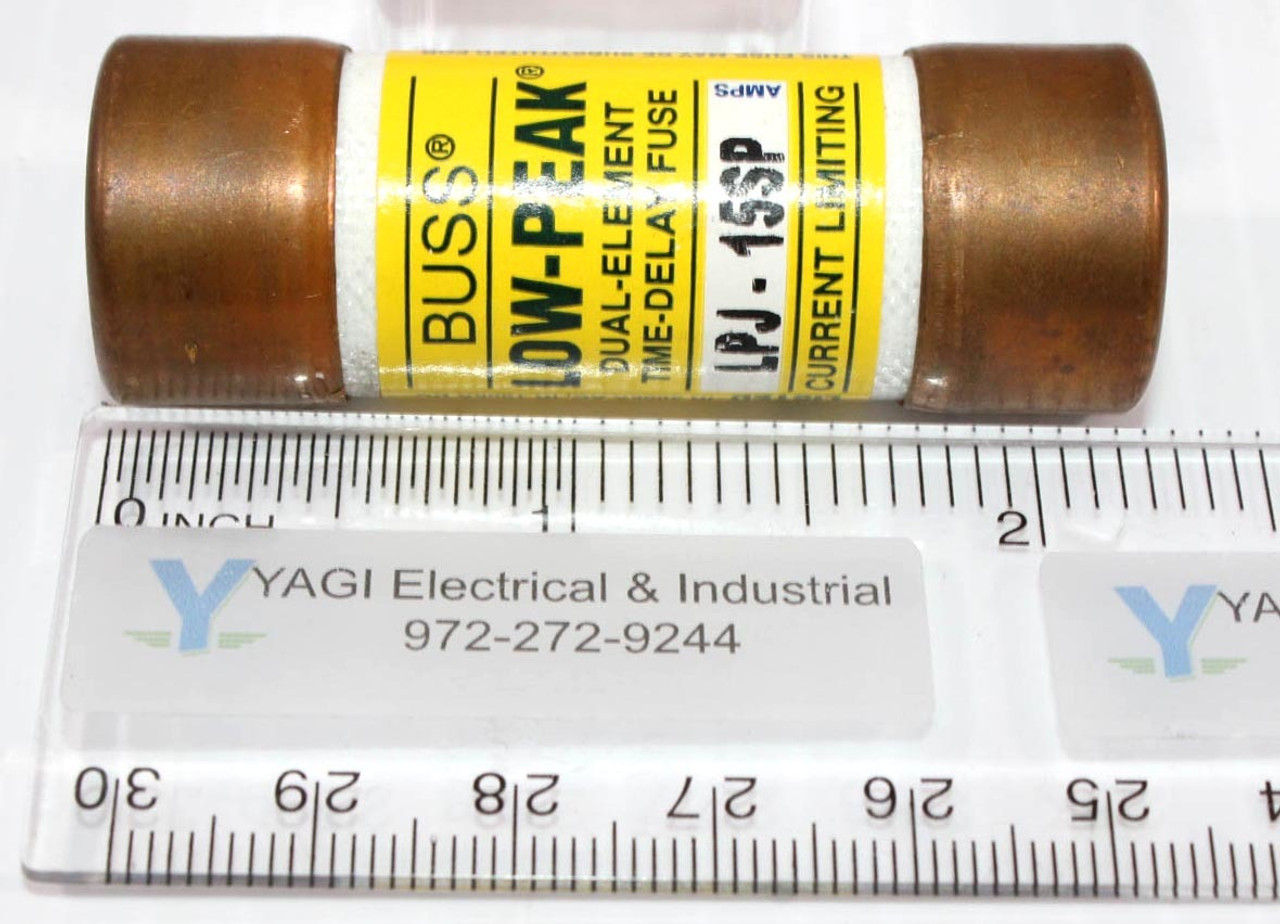 BUSS®
LOW-PEAK®
DUAL-ELEMENT
TIME-DELAY FUSE
AMPS
LPJ - 15SP
CURRENT LIMITING
0 INCH 1 2
Y YAGI Electrical & Industrial
972-272-9244
Y YA
30 29 28 27 26 25